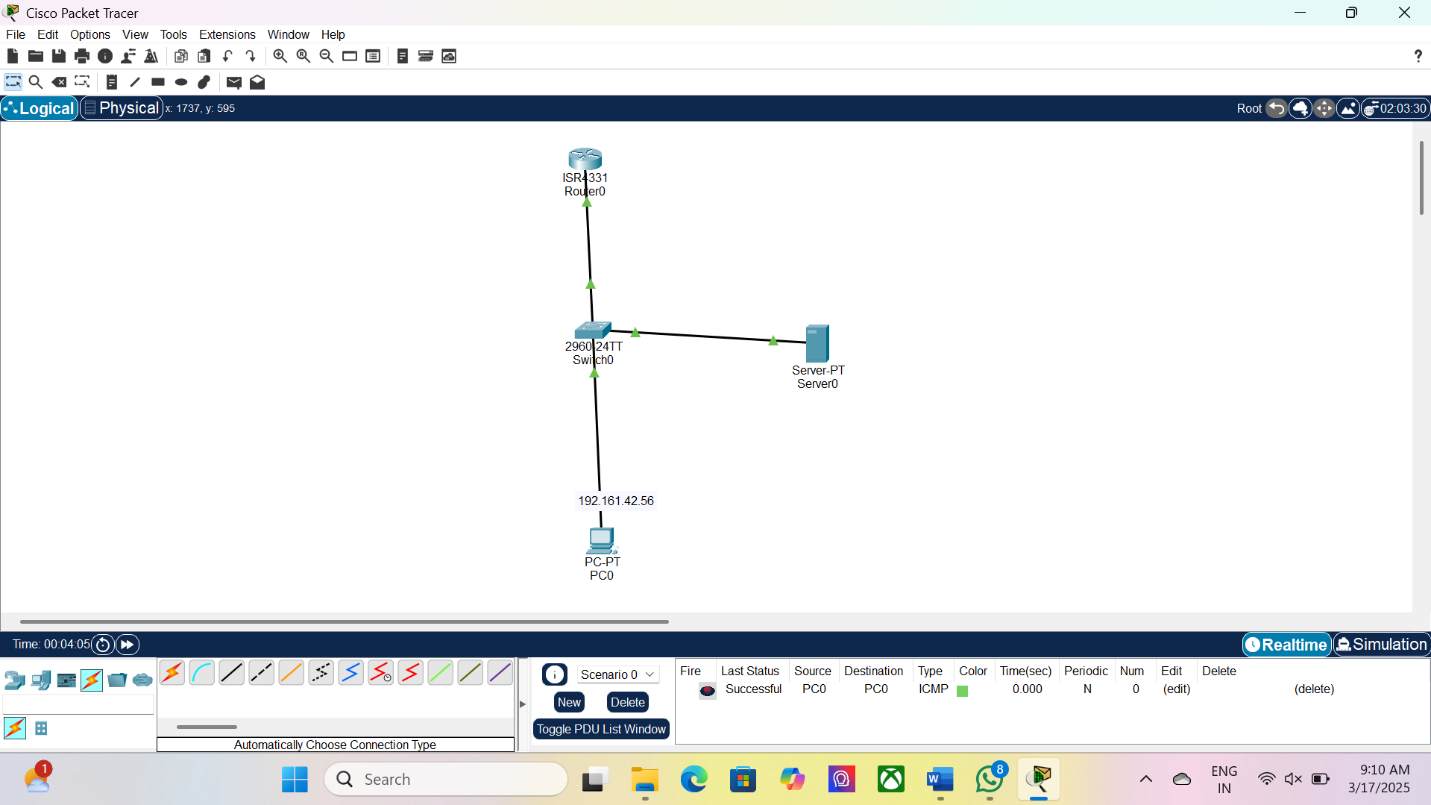 Cisco Packet Tracer
File Edit Options View Tools Extensions Window Help
?
Logical Physical x: 1737, y: 595 Root 02:03:30
ISR4331
Router0
2960-24TT
Switch0
Server-PT
Server0
192.161.42.56
PC-PT
PC0
Time: 00:04:05 Realtime Simulation
Scenario 0
New Delete
Toggle PDU List Window
Fire Last Status Source Destination Type Color Time(sec) Periodic Num Edit Delete
Successful PC0 PC0 ICMP 0.000 N 0 (edit) (delete)
Automatically Choose Connection Type
1
Search
8
ENG
IN
9:10 AM
3/17/2025